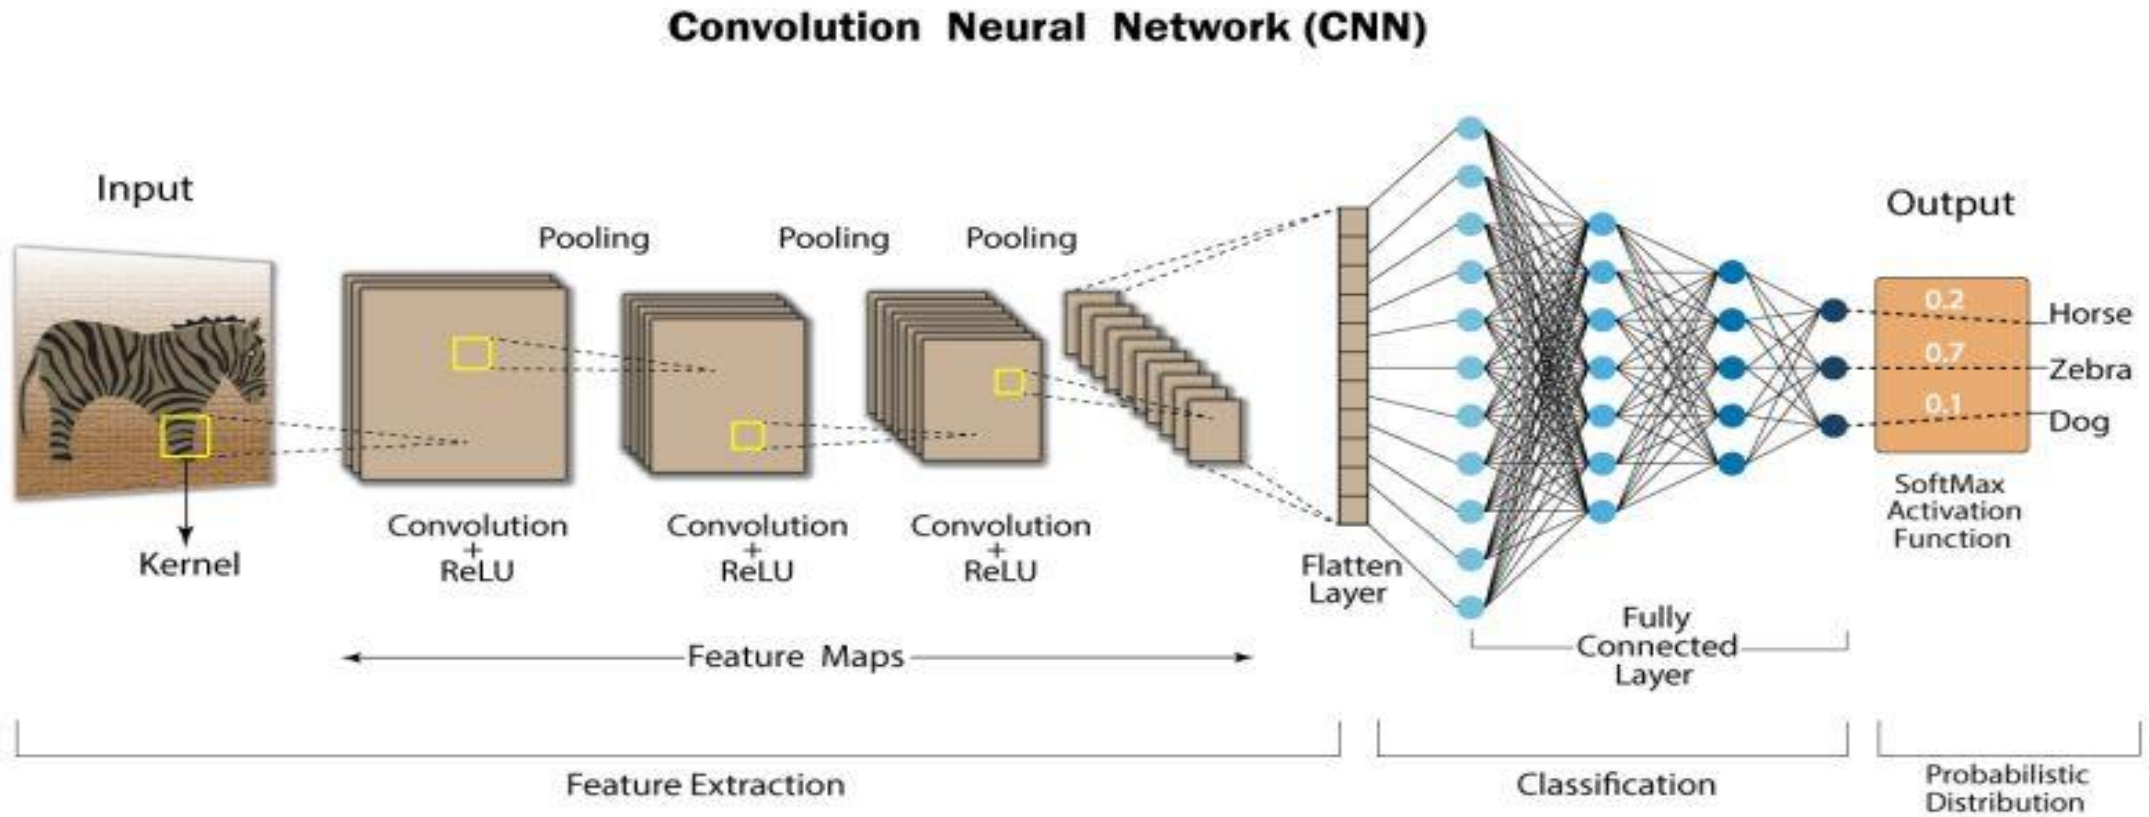 Convolution Neural Network (CNN)
Input
Pooling
Pooling
Pooling
Output
0.2
Horse
0.7
Zebra
0.1
Dog
SoftMax
Activation
Function
Kernel
Convolution
+
ReLU
Convolution
+
ReLU
Convolution
+
ReLU
Flatten
Layer
Fully
Connected
Layer
Feature Maps
Feature Extraction
Classification
Probabilistic
Distribution